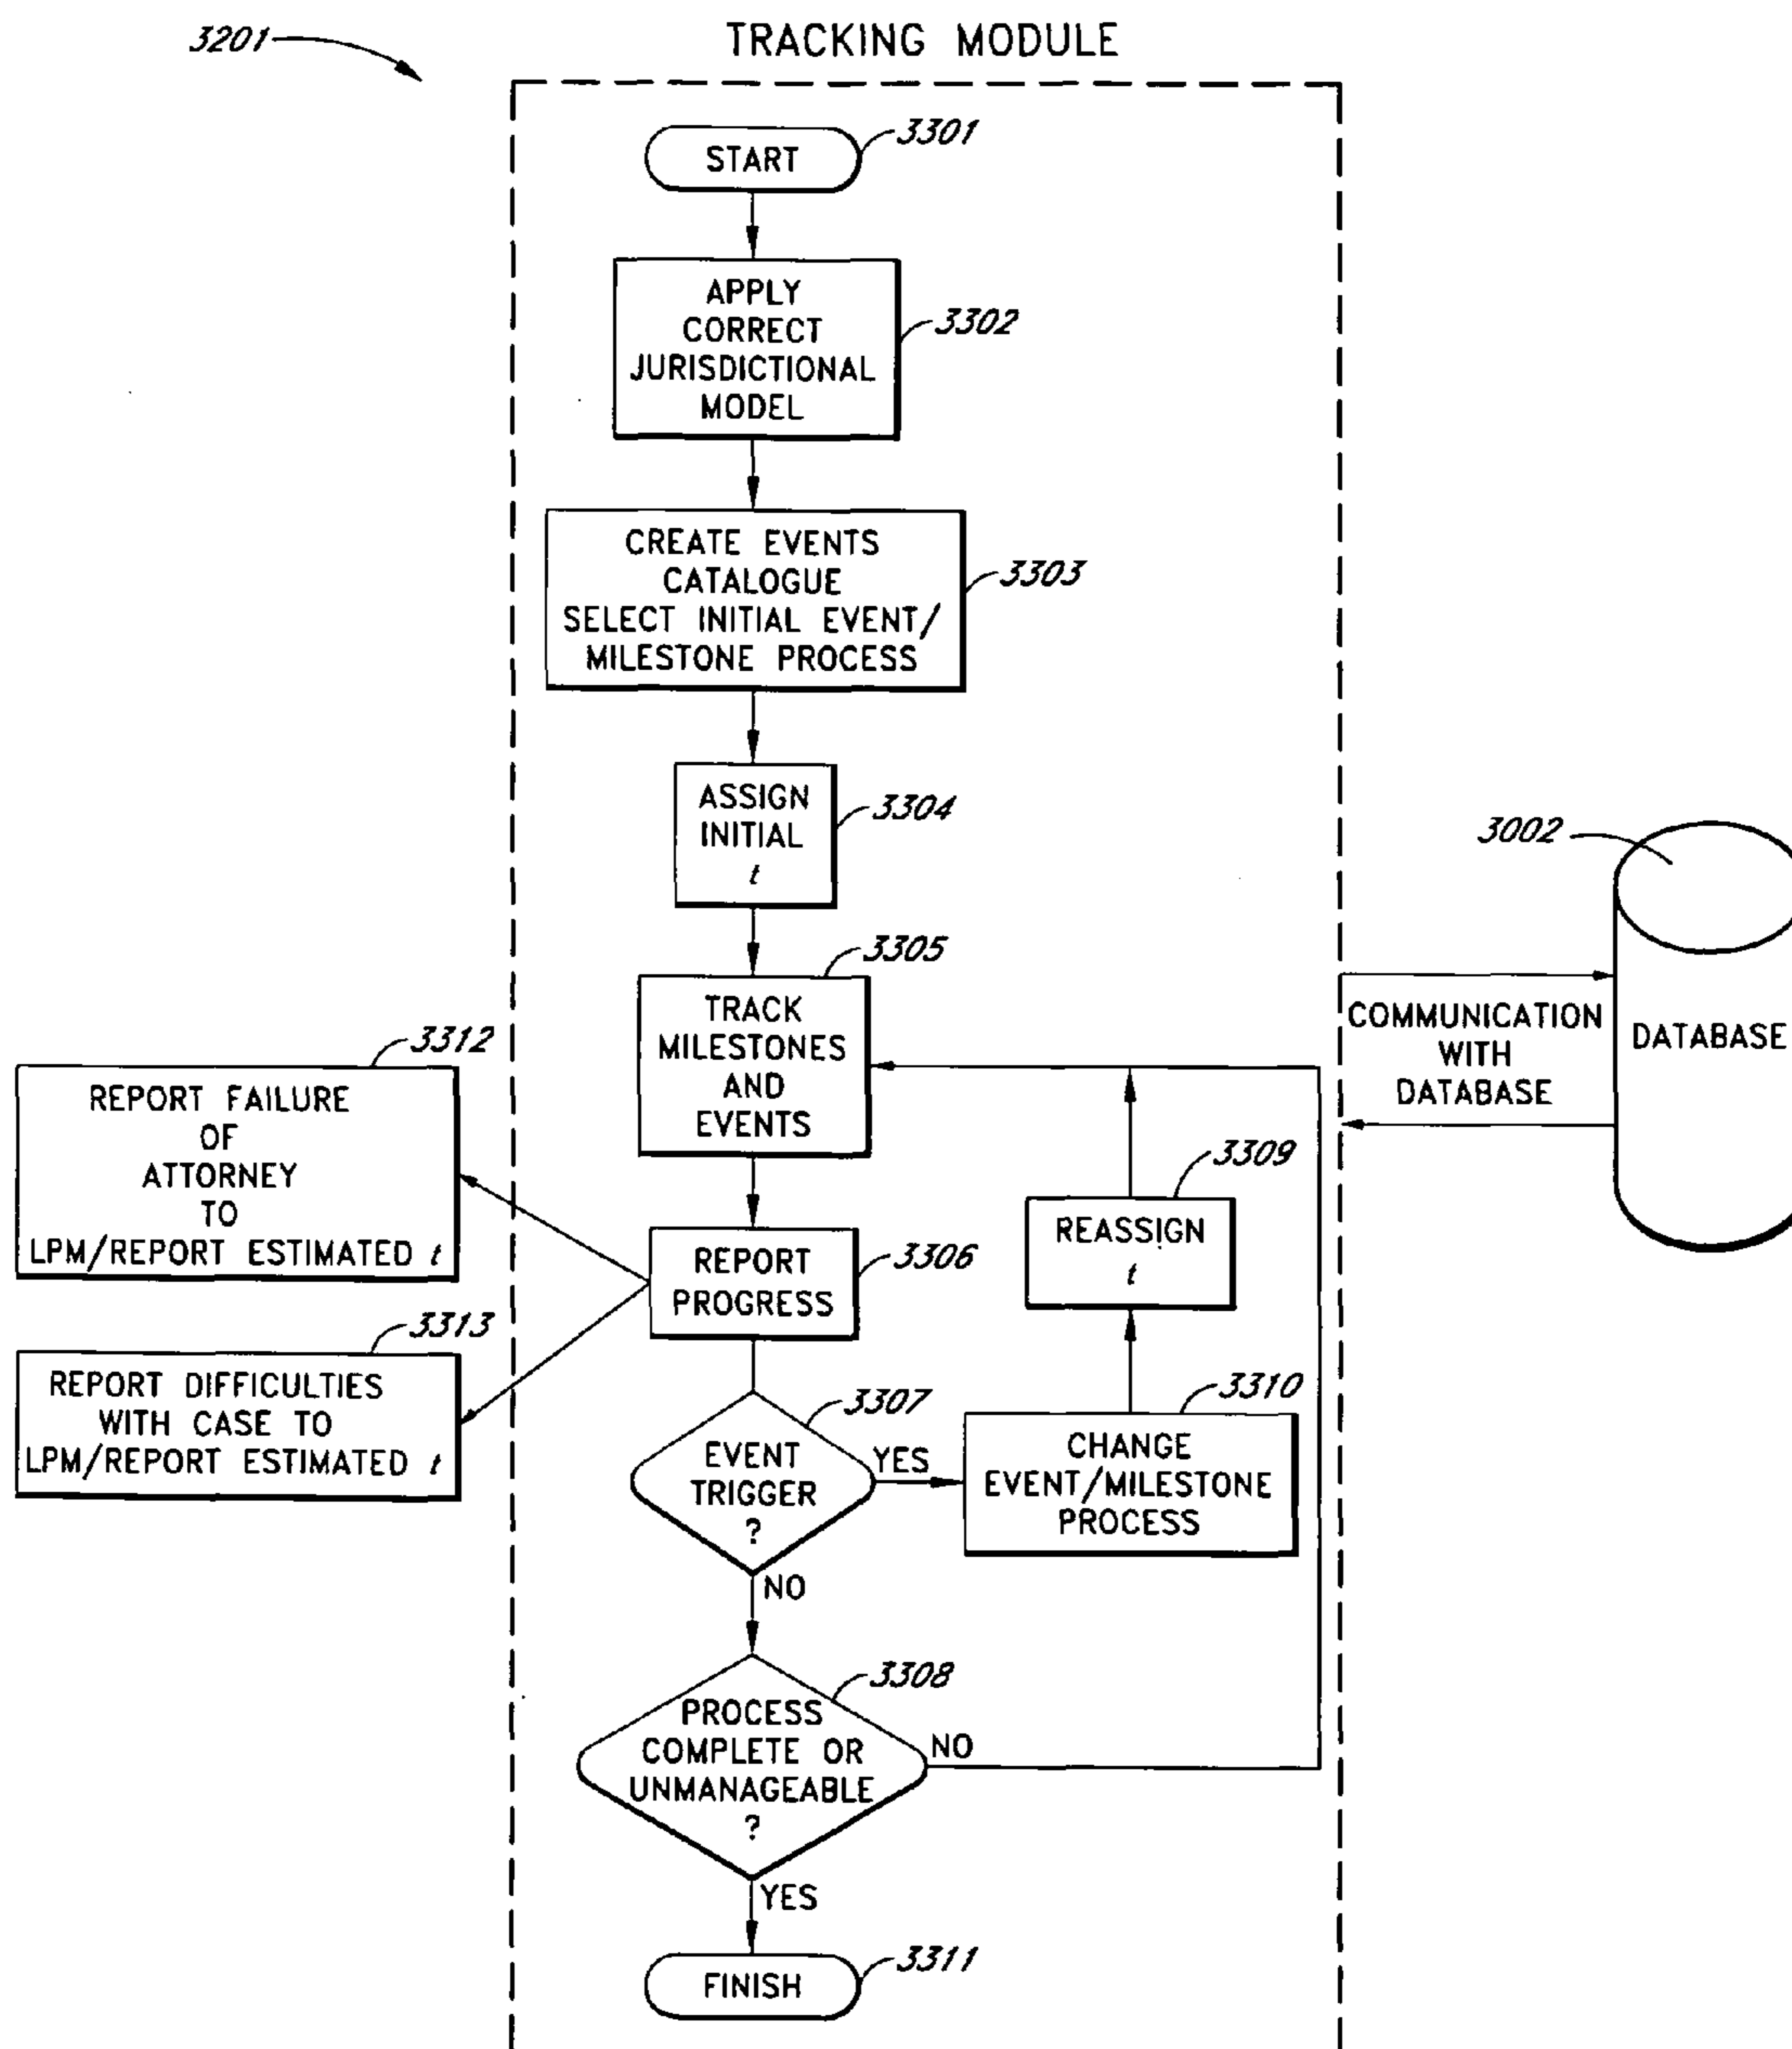 3201
TRACKING MODULE
START
3301
APPLY
CORRECT
JURISDICTIONAL
MODEL
3302
CREATE EVENTS
CATALOGUE
SELECT INITIAL EVENT/
MILESTONE PROCESS
3303
ASSIGN
INITIAL
t
3304
3002
DATABASE
COMMUNICATION
WITH
DATABASE
3305
TRACK
MILESTONES
AND
EVENTS
3312
REPORT FAILURE
OF
ATTORNEY
TO
LPM/REPORT ESTIMATED t
3309
REASSIGN
t
REPORT
PROGRESS
3306
3313
REPORT DIFFICULTIES
WITH CASE TO
LPM/REPORT ESTIMATED t
3307
EVENT
TRIGGER
?
YES
3310
CHANGE
EVENT/MILESTONE
PROCESS
NO
3308
PROCESS
COMPLETE OR
UNMANAGEABLE
?
NO
YES
FINISH
3311